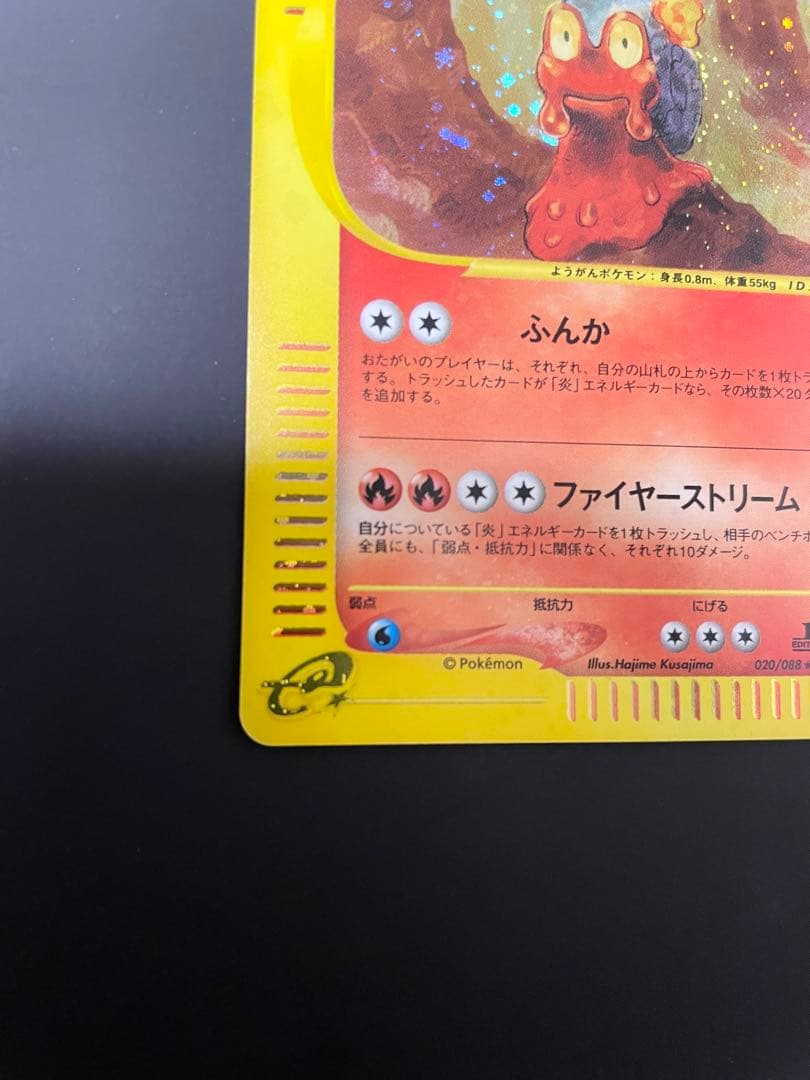 ようがんポケモン：身長0.8m、体重55kg ID.
ふんか
おたがいのプレイヤーは、それぞれ、自分の山札の上からカードを1枚トラ
する。トラッシュしたカードが「炎」エネルギーカードなら、その枚数×20ダ
を追加する。
ファイヤーストリーム
自分についている「炎」エネルギーカードを1枚トラッシュし、相手のベンチポ
全員にも、「弱点・抵抗力」に関係なく、それぞれ10ダメージ。
弱点 抵抗力 にげる
1
EDIT
©Pokémon Illus.Hajime Kusajima 020/088
e